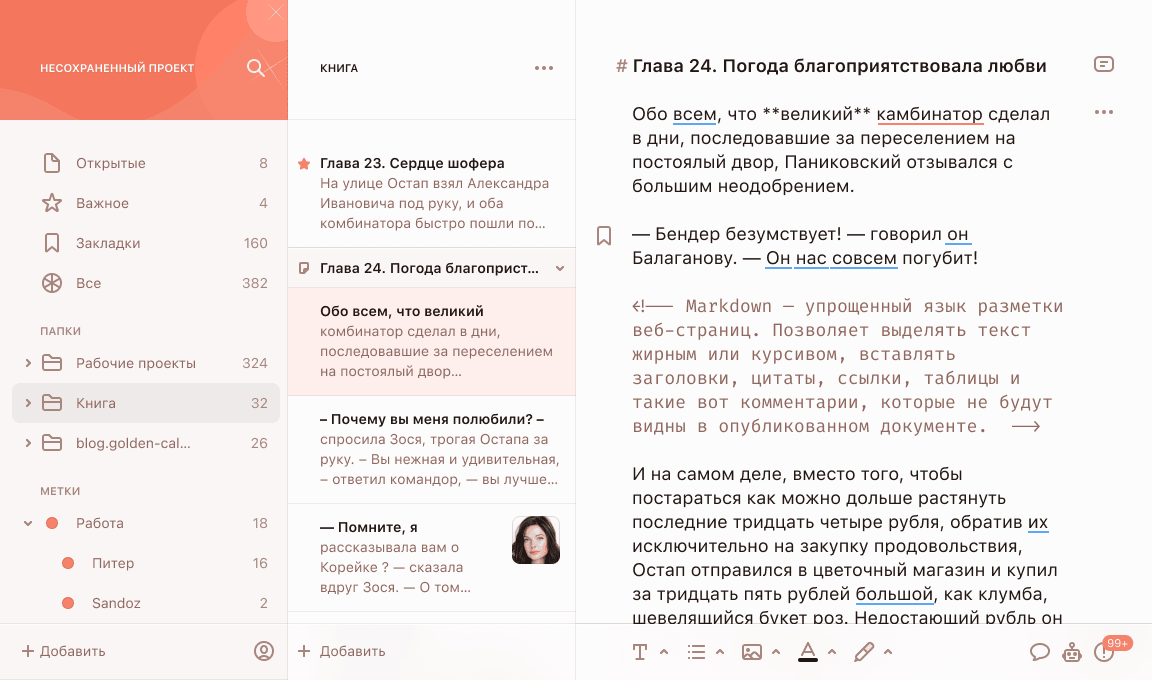 НЕСОХРАНЕННЫЙ ПРОЕКТ
Открытые 8
Важное 4
Закладки 160
Все 382
ПАПКИ
Рабочие проекты 324
Книга 32
blog.golden-cal... 26
МЕТКИ
Работа 18
Питер 16
Sandoz 2
Добавить
КНИГА
Глава 23. Сердце шофера
На улице Остап взял Александра
Ивановича под руку, и оба
комбинатора быстро пошли по...
Глава 24. Погода благоприст...
Обо всем, что великий
комбинатор сделал в дни,
последовавшие за переселением
на постоялый двор...
– Почему вы меня полюбили? –
спросила Зося, трогая Остапа за
руку. – Вы нежная и удивительная,
– ответил командор, — вы лучше...
— Помните, я
рассказывала вам о
Корейке ? — сказала
вдруг Зося. — О том...
Добавить
# Глава 24. Погода благоприятствовала любви
Обо всем, что **великий** камбинатор сделал
в дни, последовавшие за переселением на
постоялый двор, Паниковский отзывался с
большим неодобрением.
— Бендер безумствует! — говорил он
Балаганову. — Он нас совсем погубит!
<!-- Markdown — упрощенный язык разметки
веб-страниц. Позволяет выделять текст
жирным или курсивом, вставлять
заголовки, цитаты, ссылки, таблицы и
такие вот комментарии, которые не будут
видны в опубликованном документе. -->
И на самом деле, вместо того, чтобы
постараться как можно дольше растянуть
последние тридцать четыре рубля, обратив их
исключительно на закупку продовольствия,
Остап отправился в цветочный магазин и купил
за тридцать пять рублей большой, как клумба,
шевелящийся букет роз. Недостающий рубль он
99+